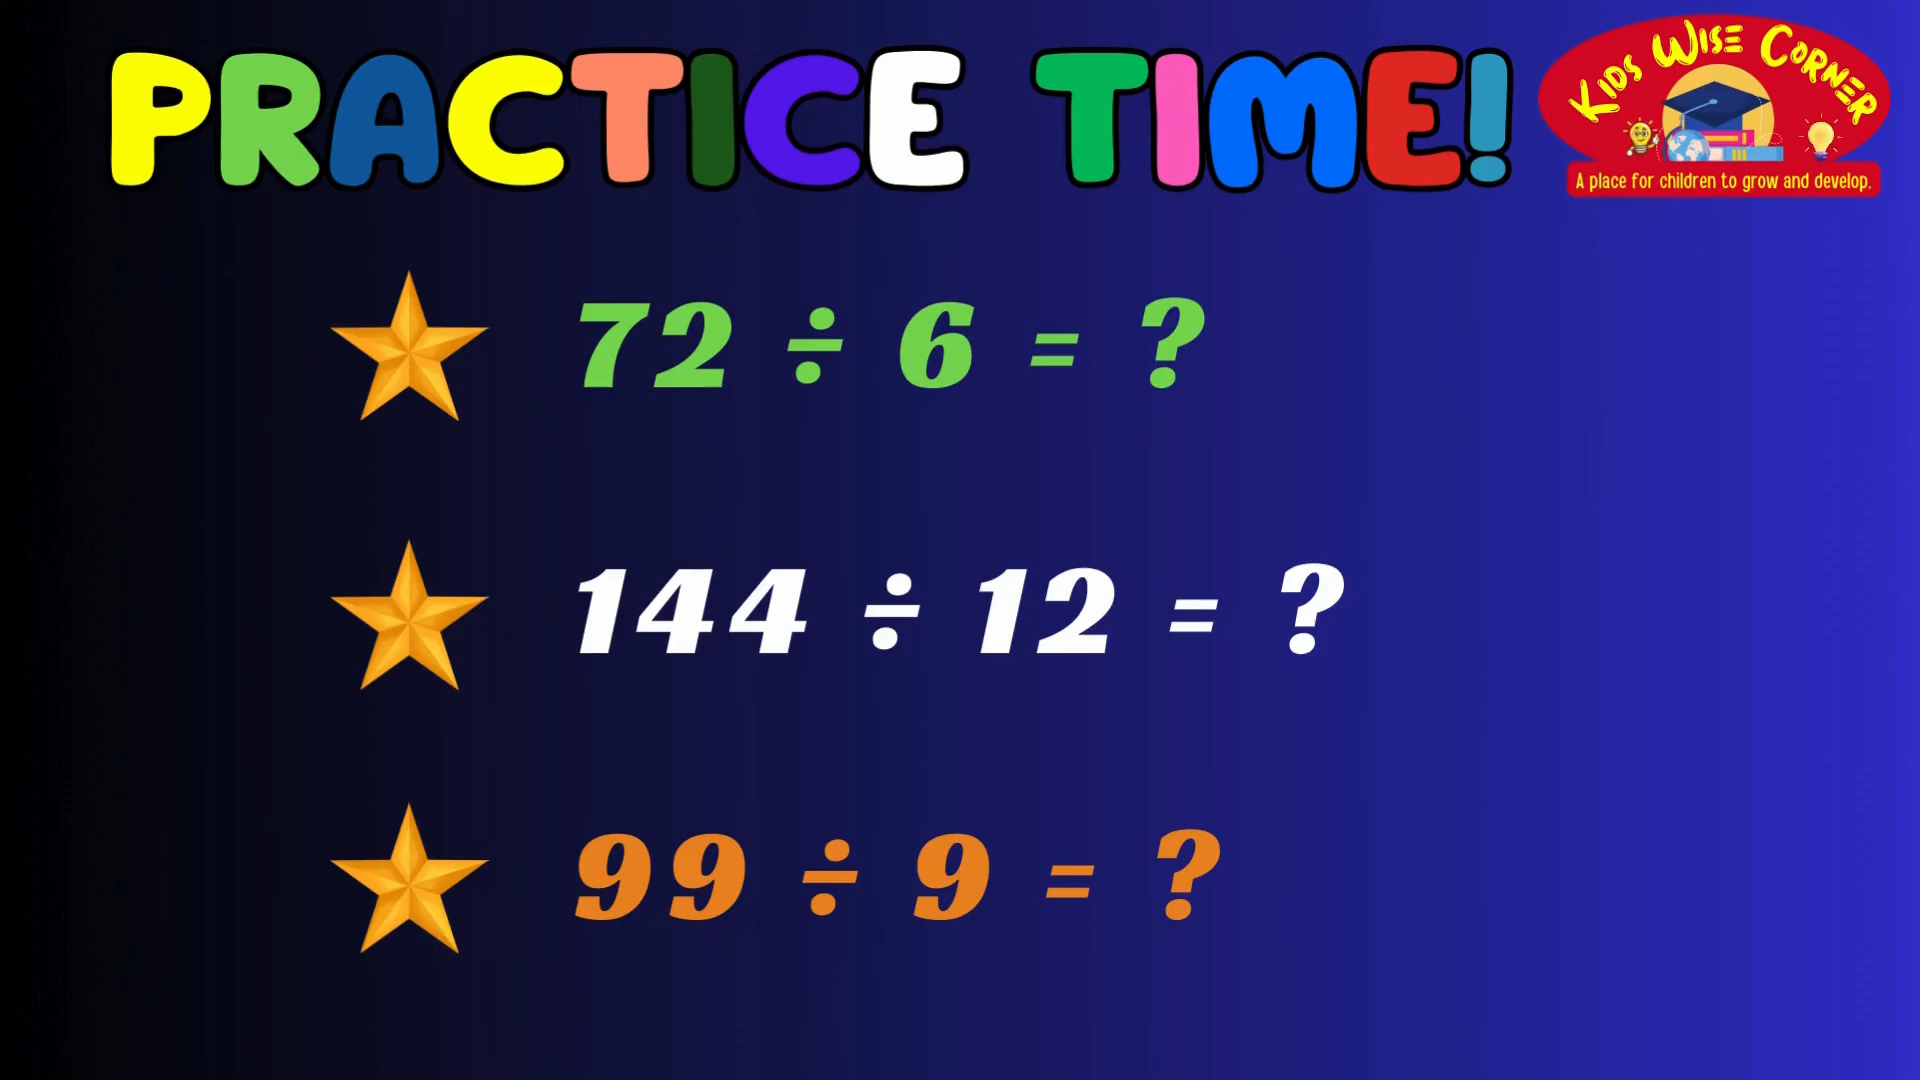 PRACTICE TIME!
KIDS WISE CORNER
A place for children to grow and develop.
72 ÷ 6 = ?
144 ÷ 12 = ?
99 ÷ 9 = ?